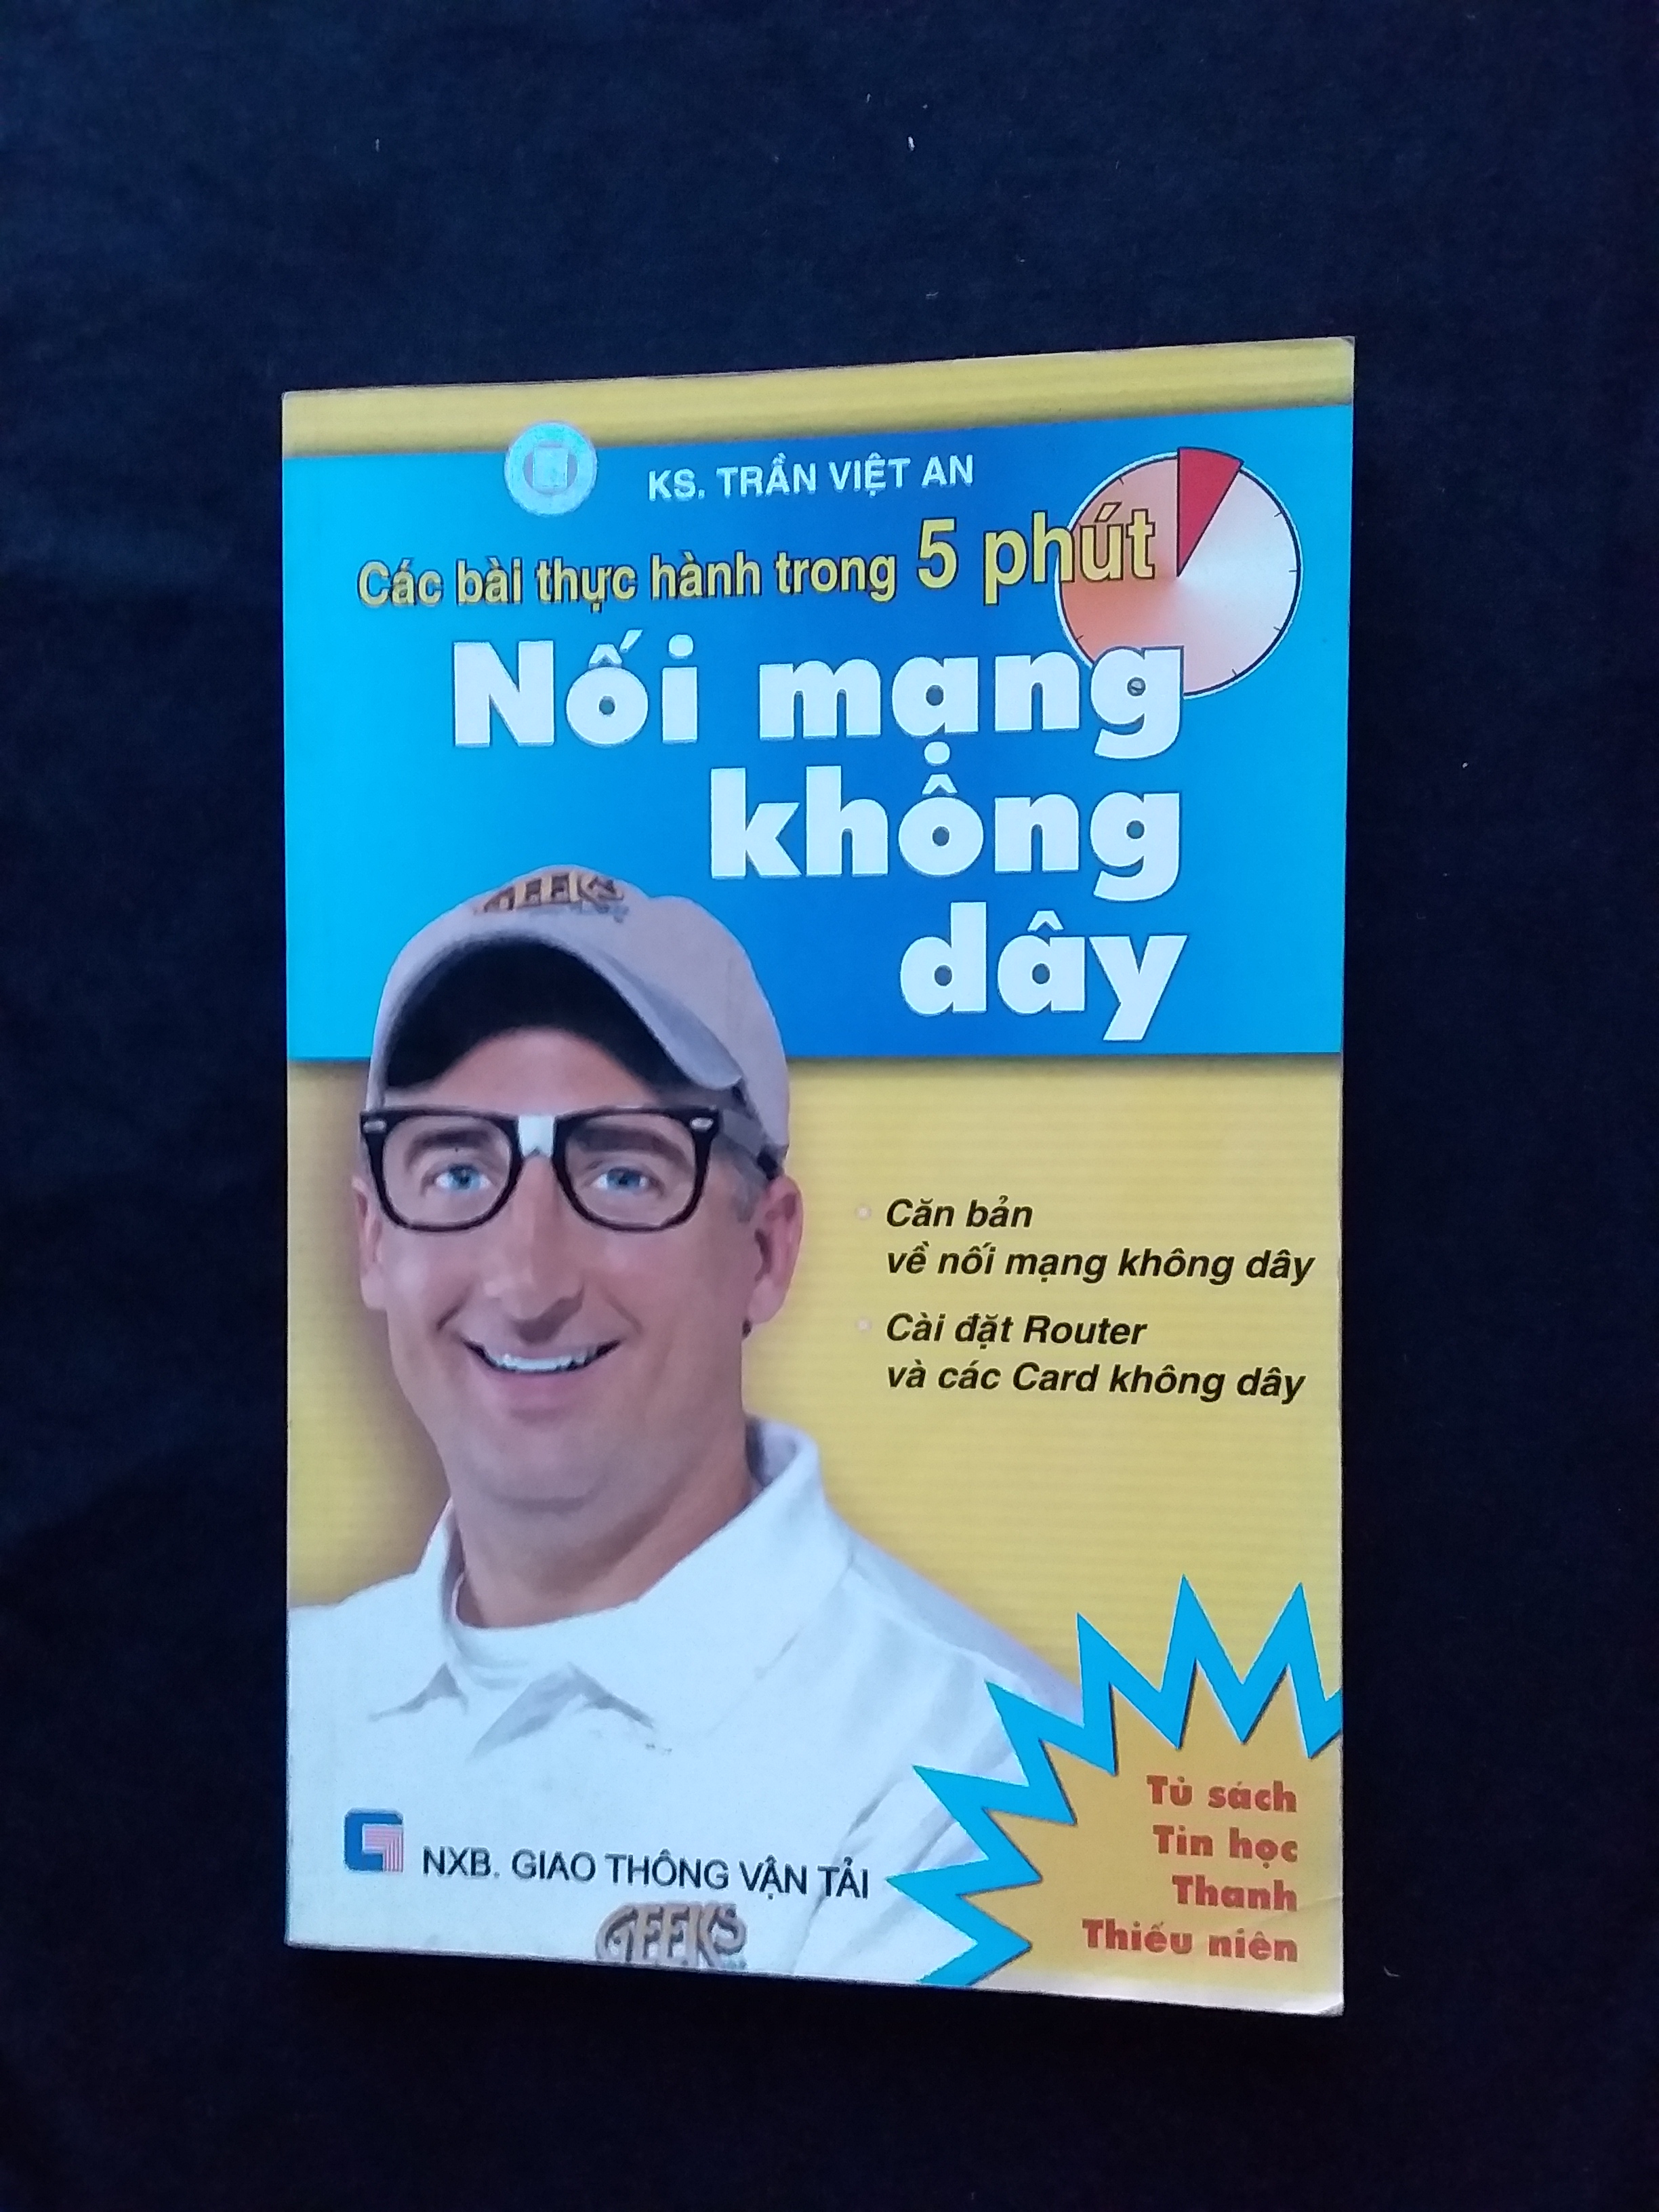 KS. TRẦN VIỆT AN
Các bài thực hành trong 5 phút
Nối mạng
không
dây
GEEKS
Căn bản
về nối mạng không dây
Cài đặt Router
và các Card không dây
Tủ sách
Tin học
Thanh
Thiếu niên
NXB. GIAO THÔNG VẬN TẢI
GEEKS